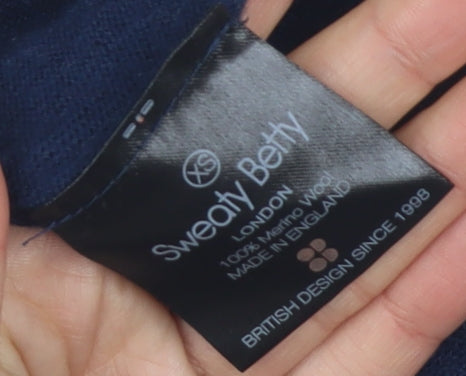 XS
Sweaty Betty
LONDON
100% Merino Wool
MADE IN ENGLAND
BRITISH DESIGN SINCE 1998